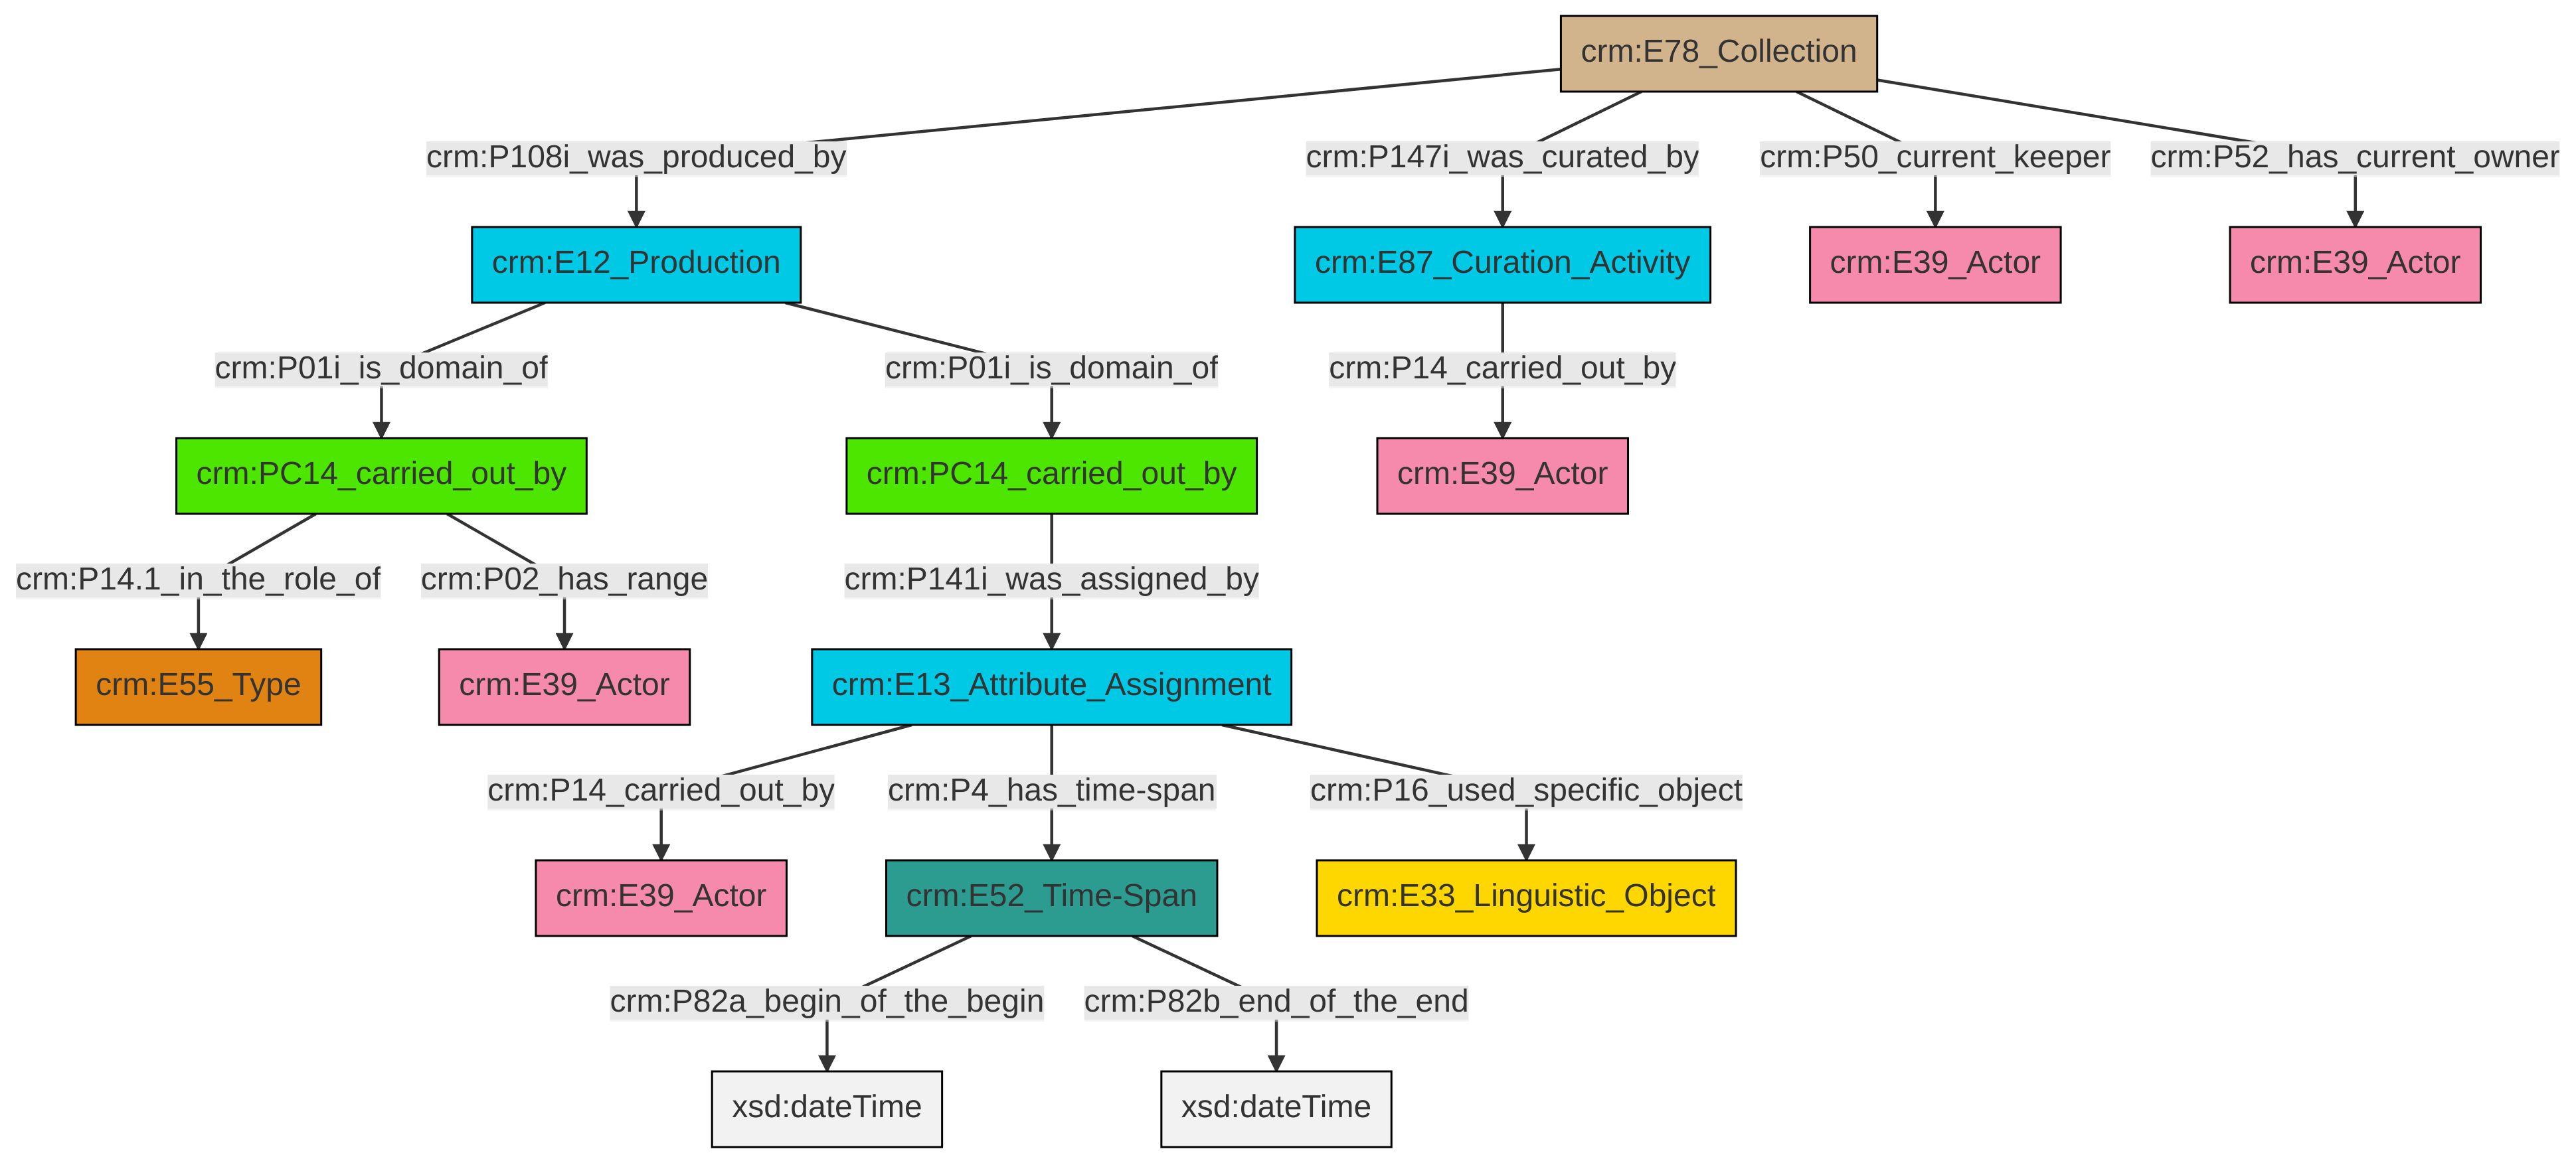 crm:E78_Collection
crm:P108i_was_produced_by
crm:P147i_was_curated_by
crm:P50_current_keeper
crm:P52_has_current_owner
crm:E12_Production
crm:E87_Curation_Activity
crm:E39_Actor
crm:E39_Actor
crm:P01i_is_domain_of
crm:P01i_is_domain_of
crm:P14_carried_out_by
crm:PC14_carried_out_by
crm:PC14_carried_out_by
crm:E39_Actor
crm:P14.1_in_the_role_of
crm:P02_has_range
crm:P141i_was_assigned_by
crm:E55_Type
crm:E39_Actor
crm:E13_Attribute_Assignment
crm:P14_carried_out_by
crm:P4_has_time-span
crm:P16_used_specific_object
crm:E39_Actor
crm:E52_Time-Span
crm:E33_Linguistic_Object
crm:P82a_begin_of_the_begin
crm:P82b_end_of_the_end
xsd:dateTime
xsd:dateTime